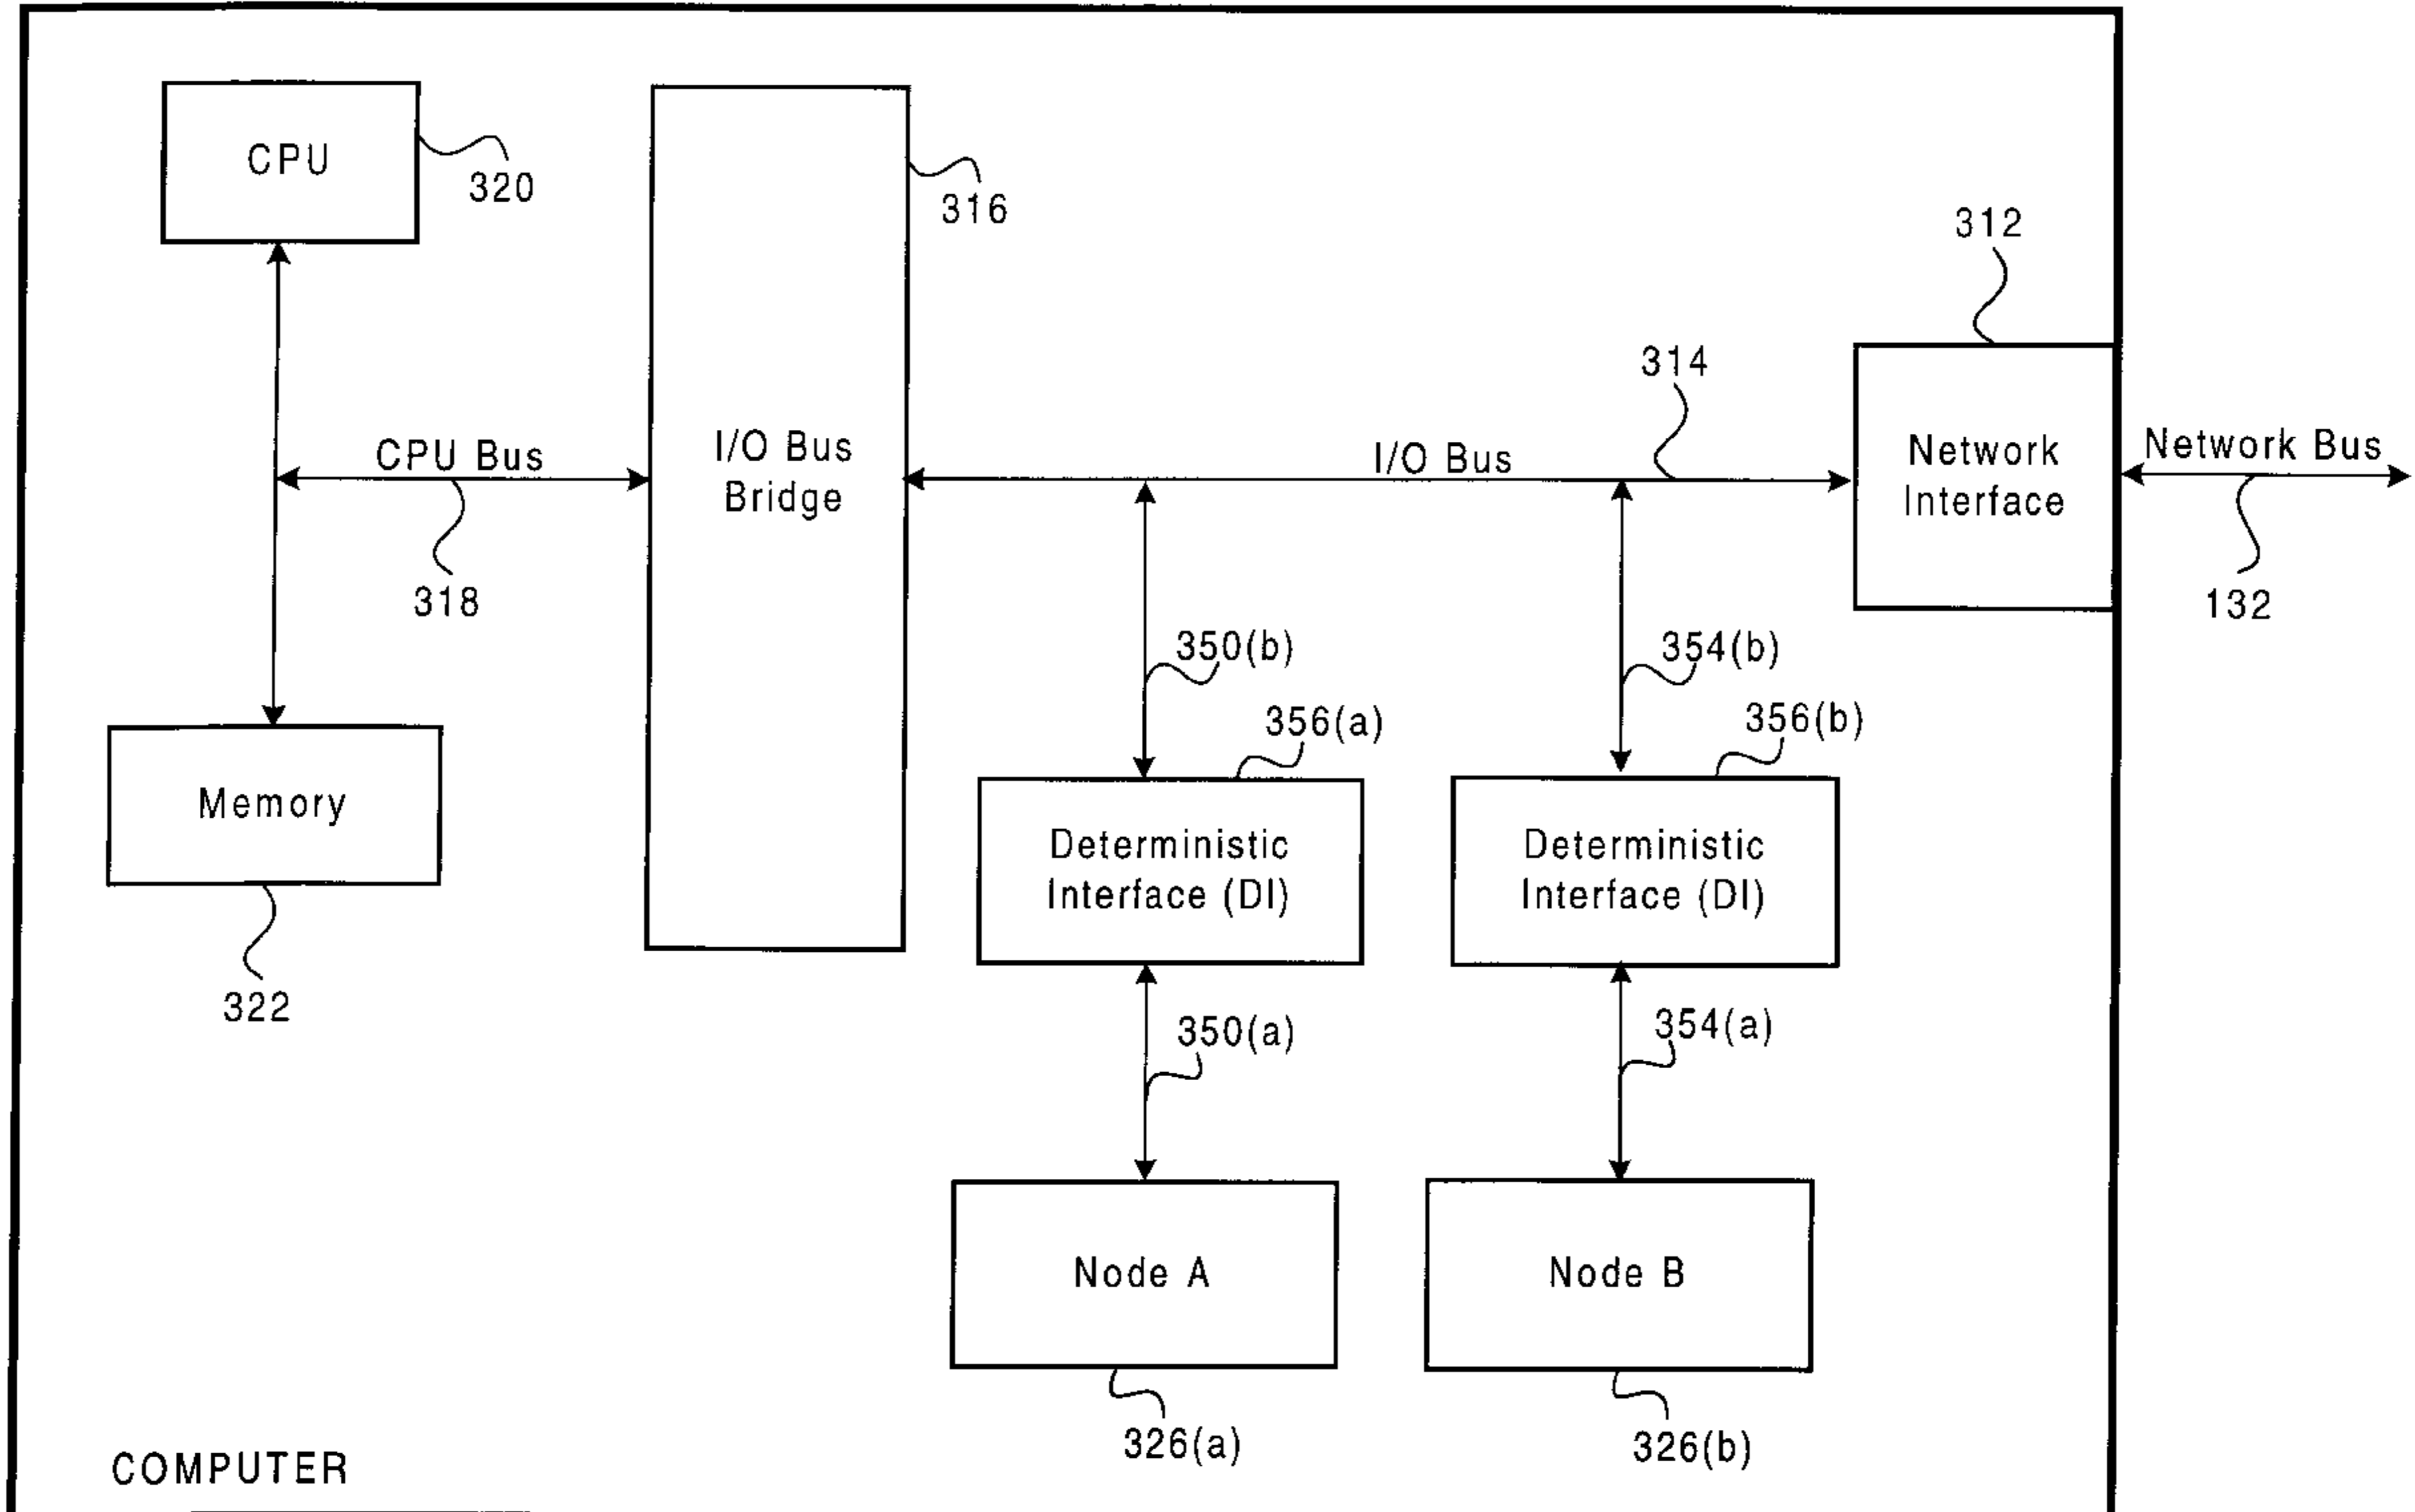 CPU
320
316
312
314
CPU Bus
I/O Bus
Bridge
I/O Bus
Network
Interface
Network Bus
318
132
350(b)
354(b)
356(a)
356(b)
Memory
Deterministic
Interface (DI)
Deterministic
Interface (DI)
322
350(a)
354(a)
Node A
Node B
326(a)
326(b)
COMPUTER